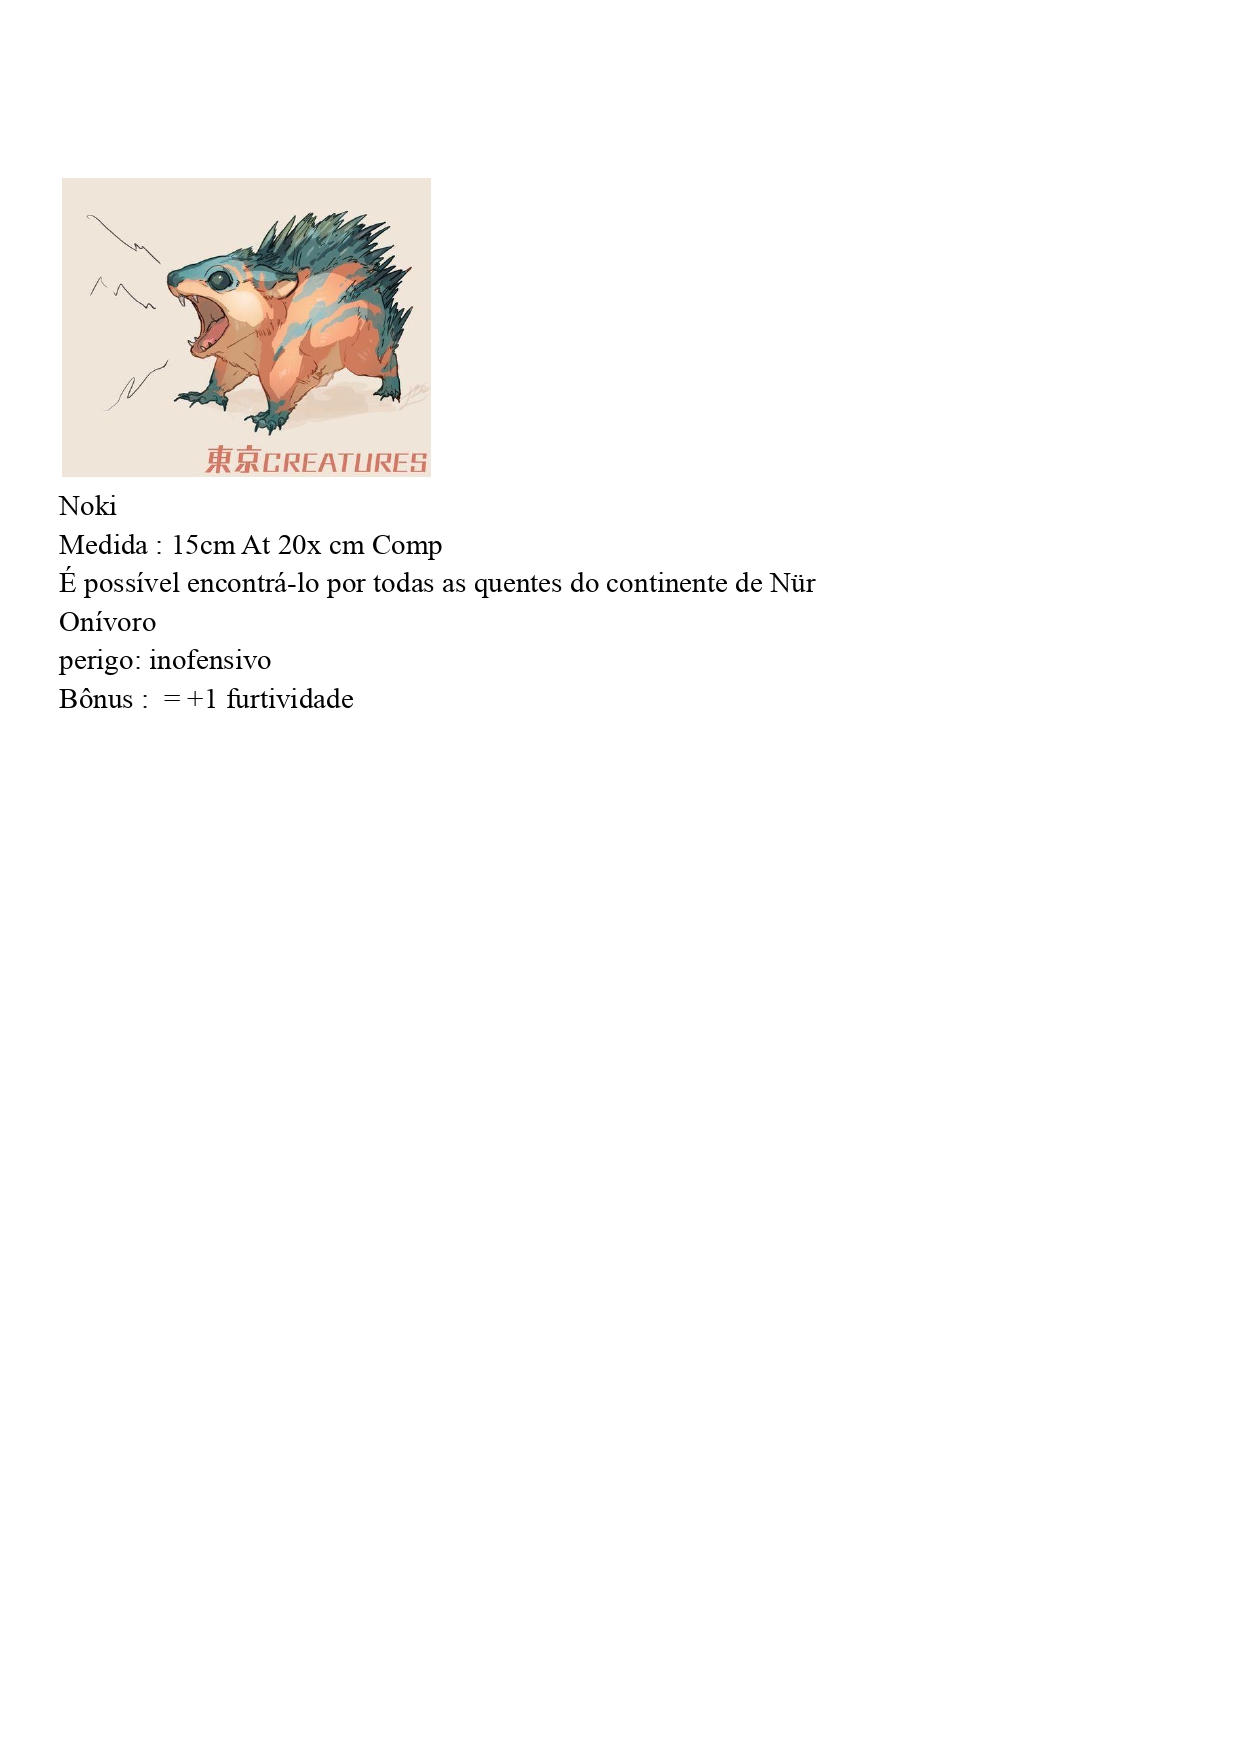 東京CREATURES
Noki
Medida : 15cm At 20x cm Comp
É possível encontrá-lo por todas as quentes do continente de Nür
Onívoro
perigo: inofensivo
Bônus :  = +1 furtividade